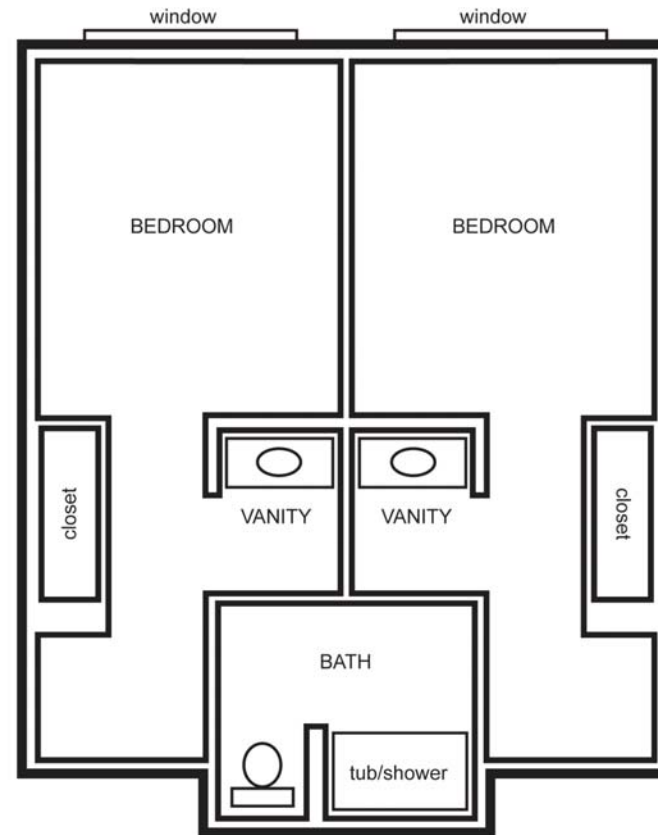 window
window
BEDROOM
BEDROOM
closet
VANITY
VANITY
closet
BATH
tub/shower